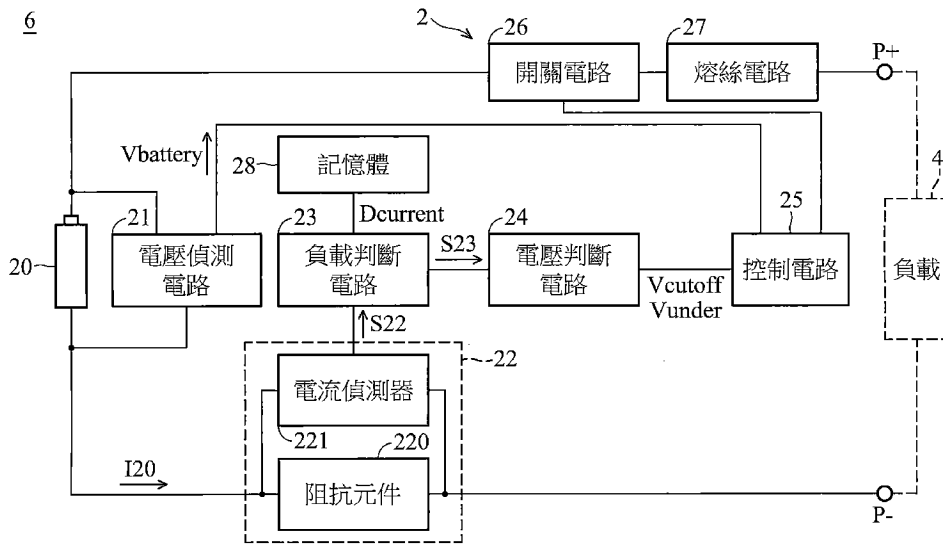 6
2
26
開關電路
27
熔絲電路
P+
Vbattery
28
記憶體
Dcurrent
4
20
21
電壓偵測
電路
23
負載判斷
電路
S23
24
電壓判斷
電路
Vcutoff
Vunder
25
控制電路
負載
S22
22
電流偵測器
221
220
阻抗元件
I20
P-